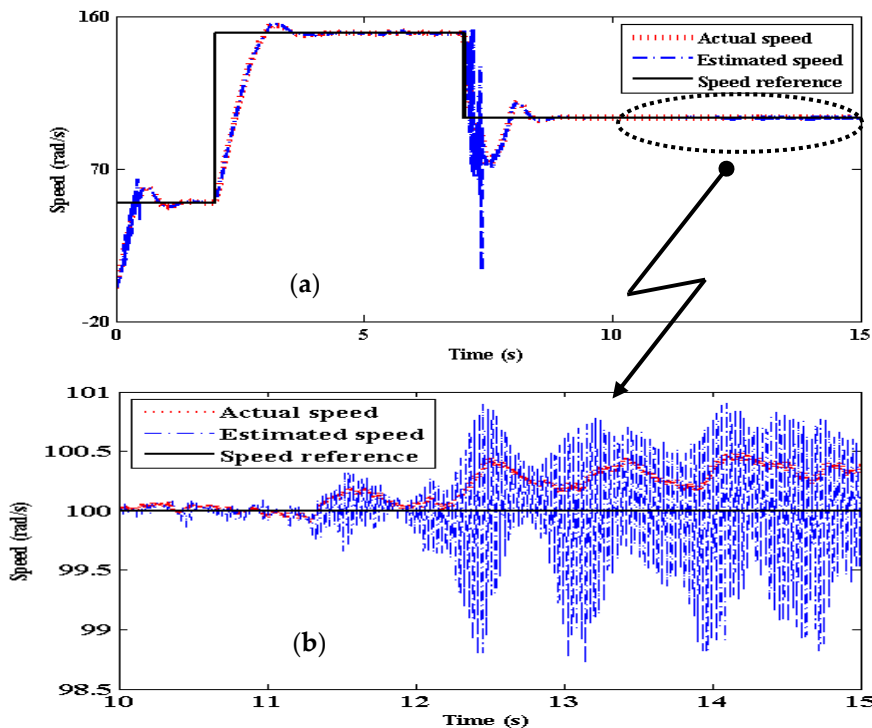 160
70
-20
Speed (rad/s)
Actual speed
Estimated speed
Speed reference
(a)
0
5
10
15
Time (s)
101
100.5
100
99.5
99
98.5
Speed (rad/s)
Actual speed
Estimated speed
Speed reference
(b)
10
11
12
13
14
15
Time (s)